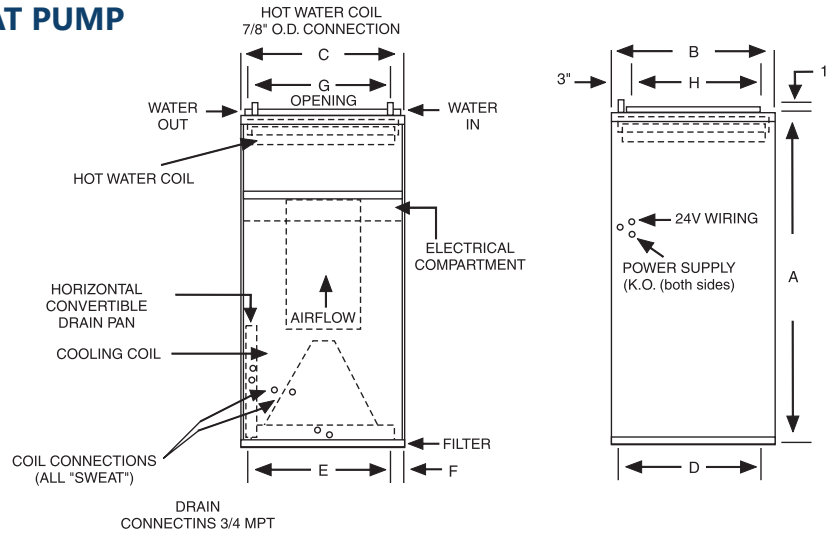 AT PUMP
HOT WATER COIL
7/8" O.D. CONNECTION
C
G
OPENING
WATER
OUT
WATER
IN
HOT WATER COIL
ELECTRICAL
COMPARTMENT
HORIZONTAL
CONVERTIBLE
DRAIN PAN
AIRFLOW
COOLING COIL
COIL CONNECTIONS
(ALL "SWEAT")
FILTER
E
F
DRAIN
CONNECTINS 3/4 MPT
B
3"
H
1
24V WIRING
POWER SUPPLY
(K.O. (both sides)
A
D